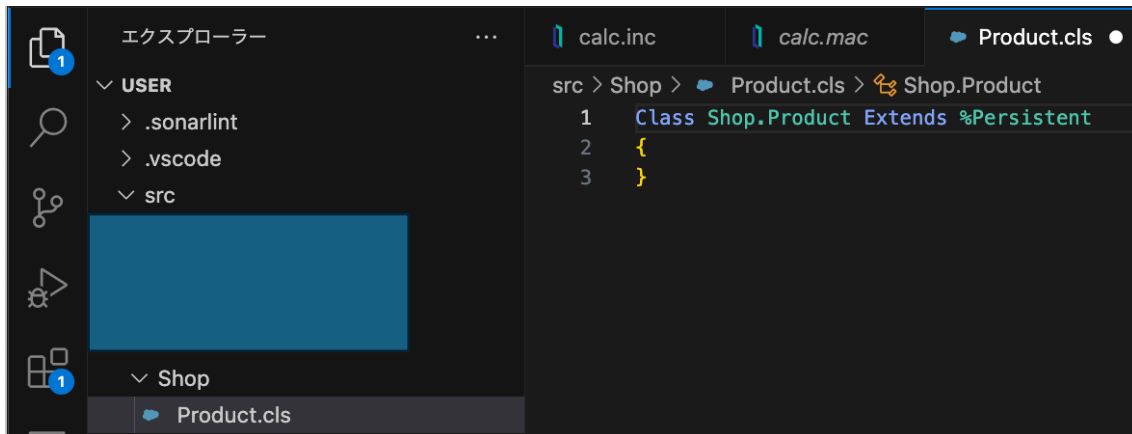 エクスプローラー ...
USER
.sonarlint
.vscode
src
Shop
Product.cls
1
1
calc.inc calc.mac Product.cls
src > Shop > Product.cls > Shop.Product
1 Class Shop.Product Extends %Persistent
2 {
3 }